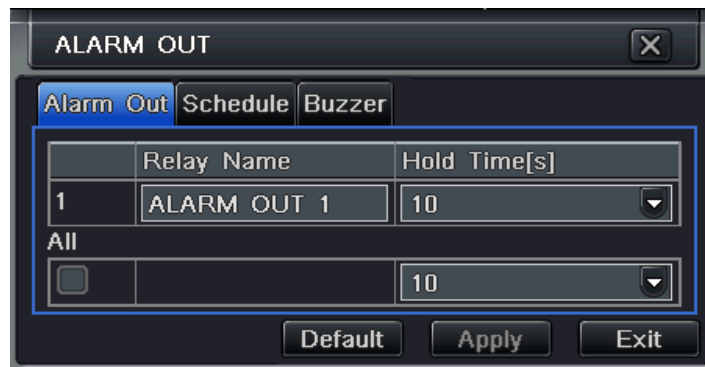 ALARM OUT
Alarm Out Schedule Buzzer
Relay Name Hold Time[s]
1 ALARM OUT 1 10
All
10
Default Apply Exit